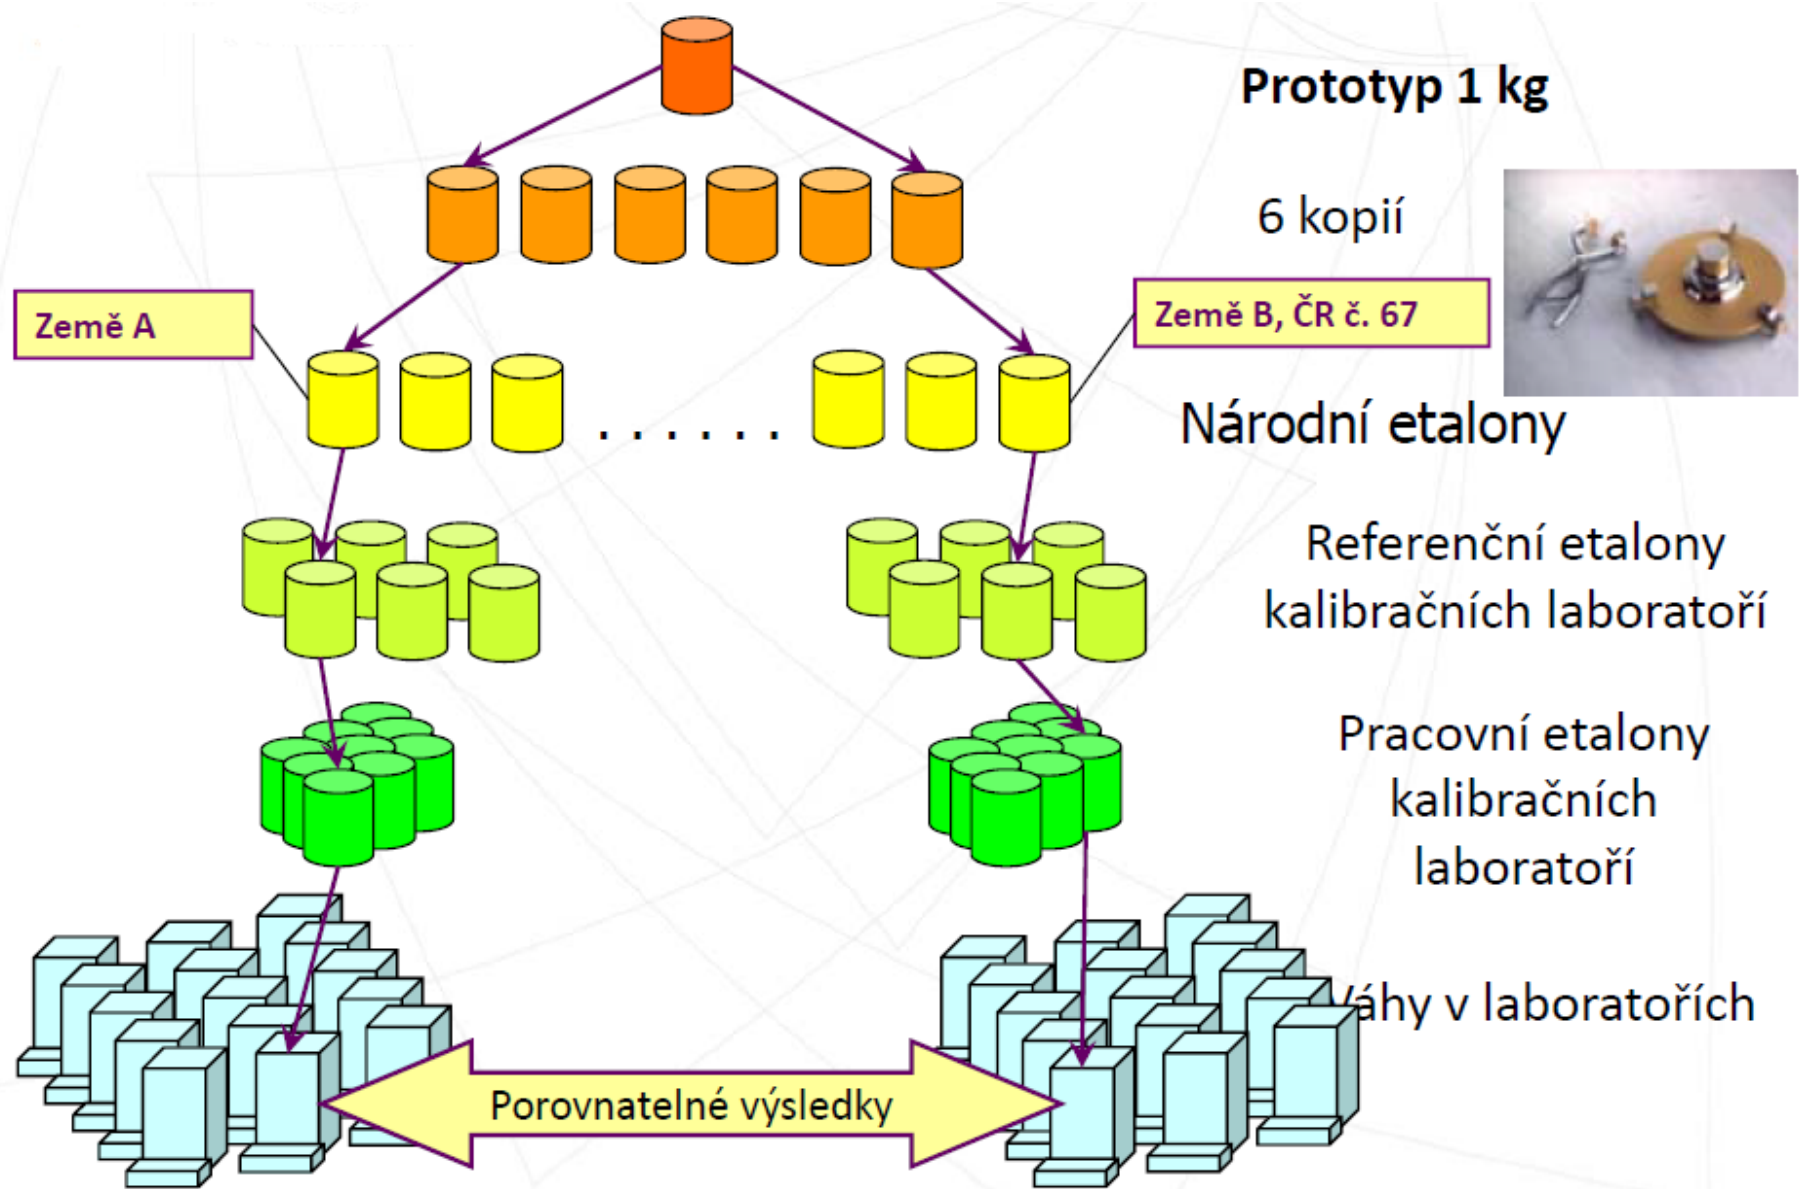 Prototyp 1 kg
6 kopií
Země A
Země B, ČR č. 67
Národní etalony
. . . . . .
Referenční etalony
kalibračních laboratoří
Pracovní etalony
kalibračních
laboratoří
Váhy v laboratořích
Porovnatelné výsledky